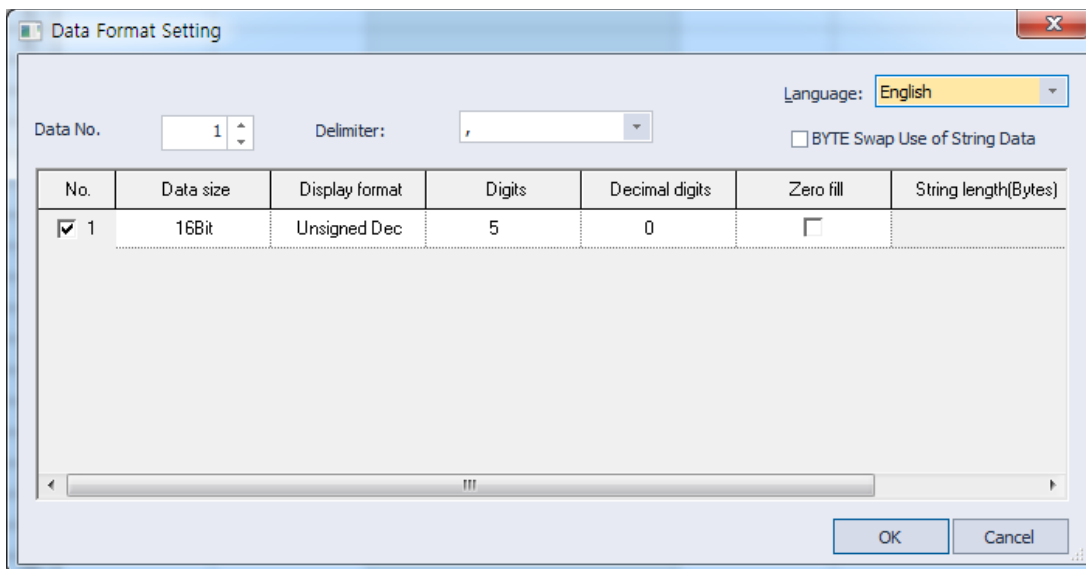 Data Format Setting
Language: English
Data No. 1 Delimiter: ,
BYTE Swap Use of String Data
No. Data size Display format Digits Decimal digits Zero fill String length(Bytes)
1 16Bit Unsigned Dec 5 0
OK Cancel